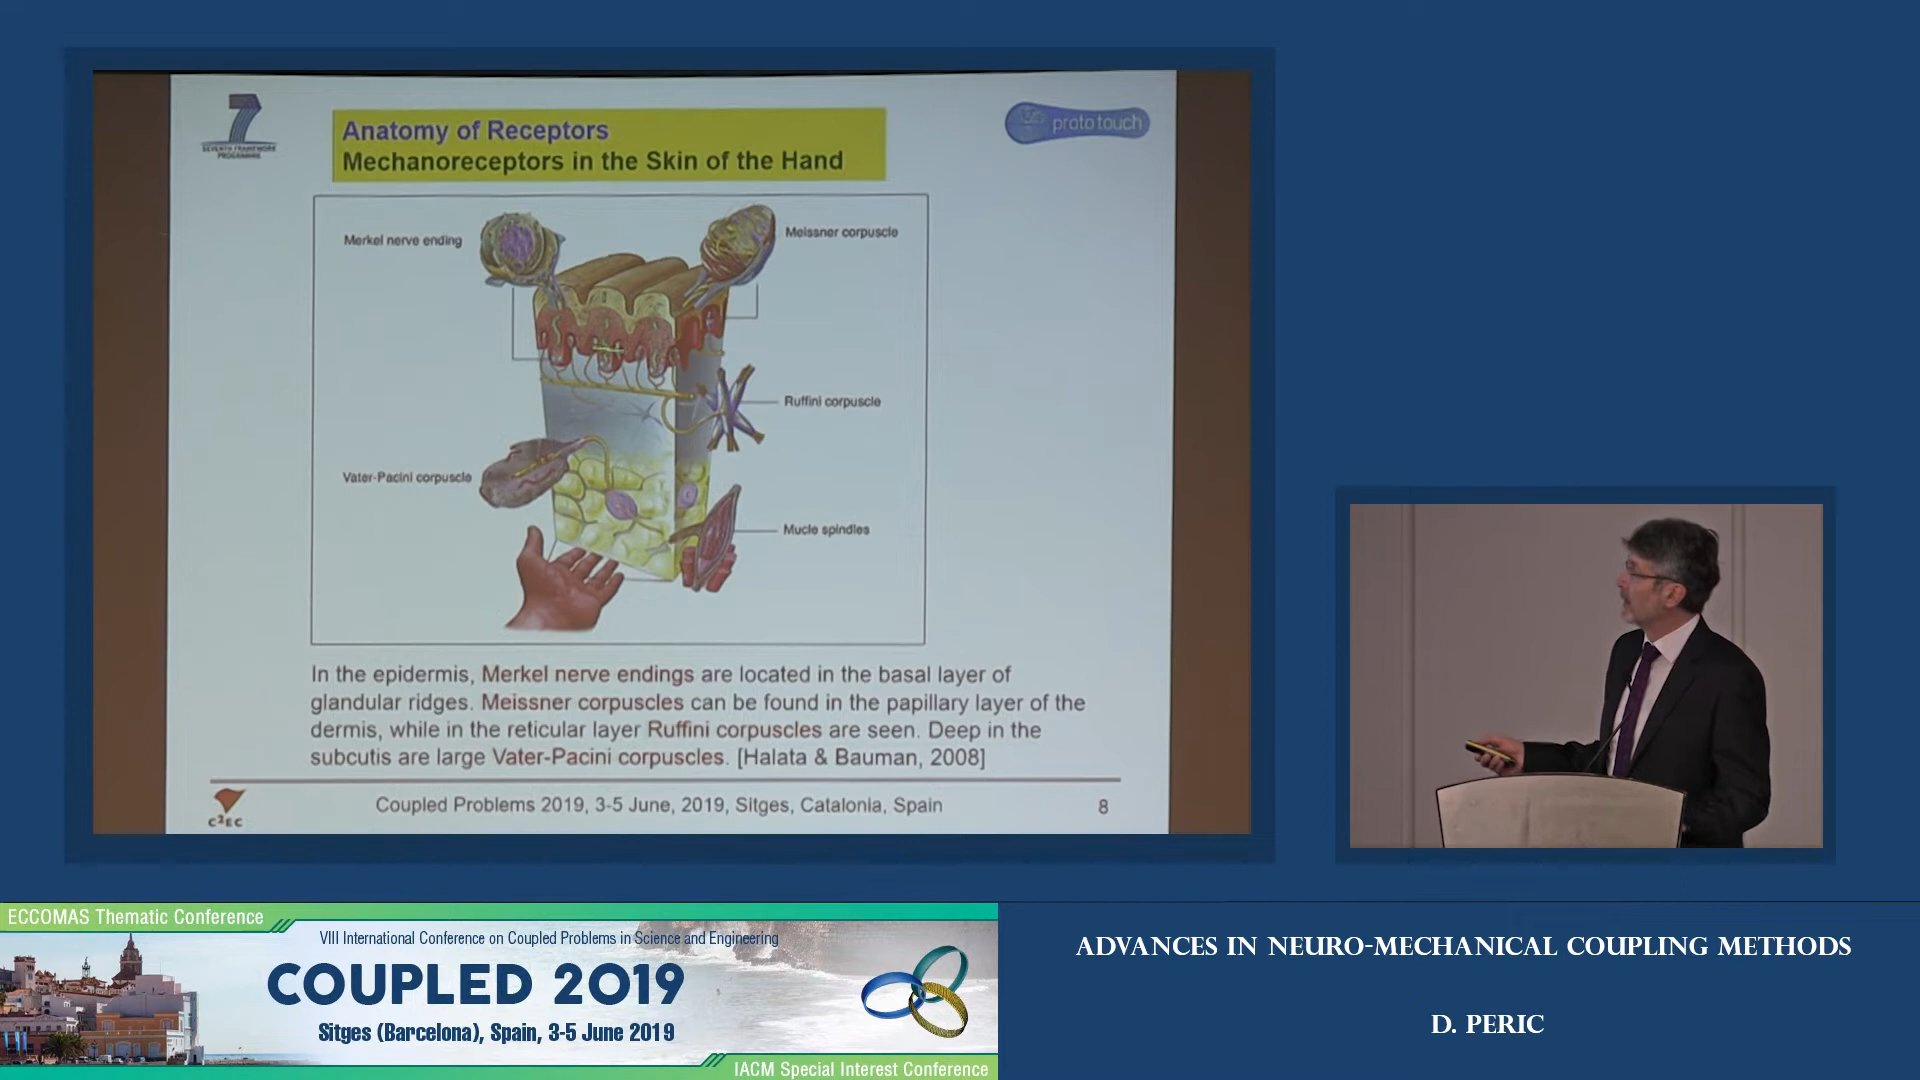 7
SEVENTH FRAMEWORK
PROGRAMME
Anatomy of Receptors
Mechanoreceptors in the Skin of the Hand
proto touch
Merkel nerve ending
Meissner corpuscle
Ruffini corpuscle
Vater-Pacini corpuscle
Mucle spindles
In the epidermis, Merkel nerve endings are located in the basal layer of
glandular ridges. Meissner corpuscles can be found in the papillary layer of the
dermis, while in the reticular layer Ruffini corpuscles are seen. Deep in the
subcutis are large Vater-Pacini corpuscles. [Halata & Bauman, 2008]
C²EC
Coupled Problems 2019, 3-5 June, 2019, Sitges, Catalonia, Spain
8
ECCOMAS Thematic Conference
VIII International Conference on Coupled Problems in Science and Engineering
COUPLED 2019
Sitges (Barcelona), Spain, 3-5 June 2019
IACM Special Interest Conference
ADVANCES IN NEURO-MECHANICAL COUPLING METHODS
D. PERIC